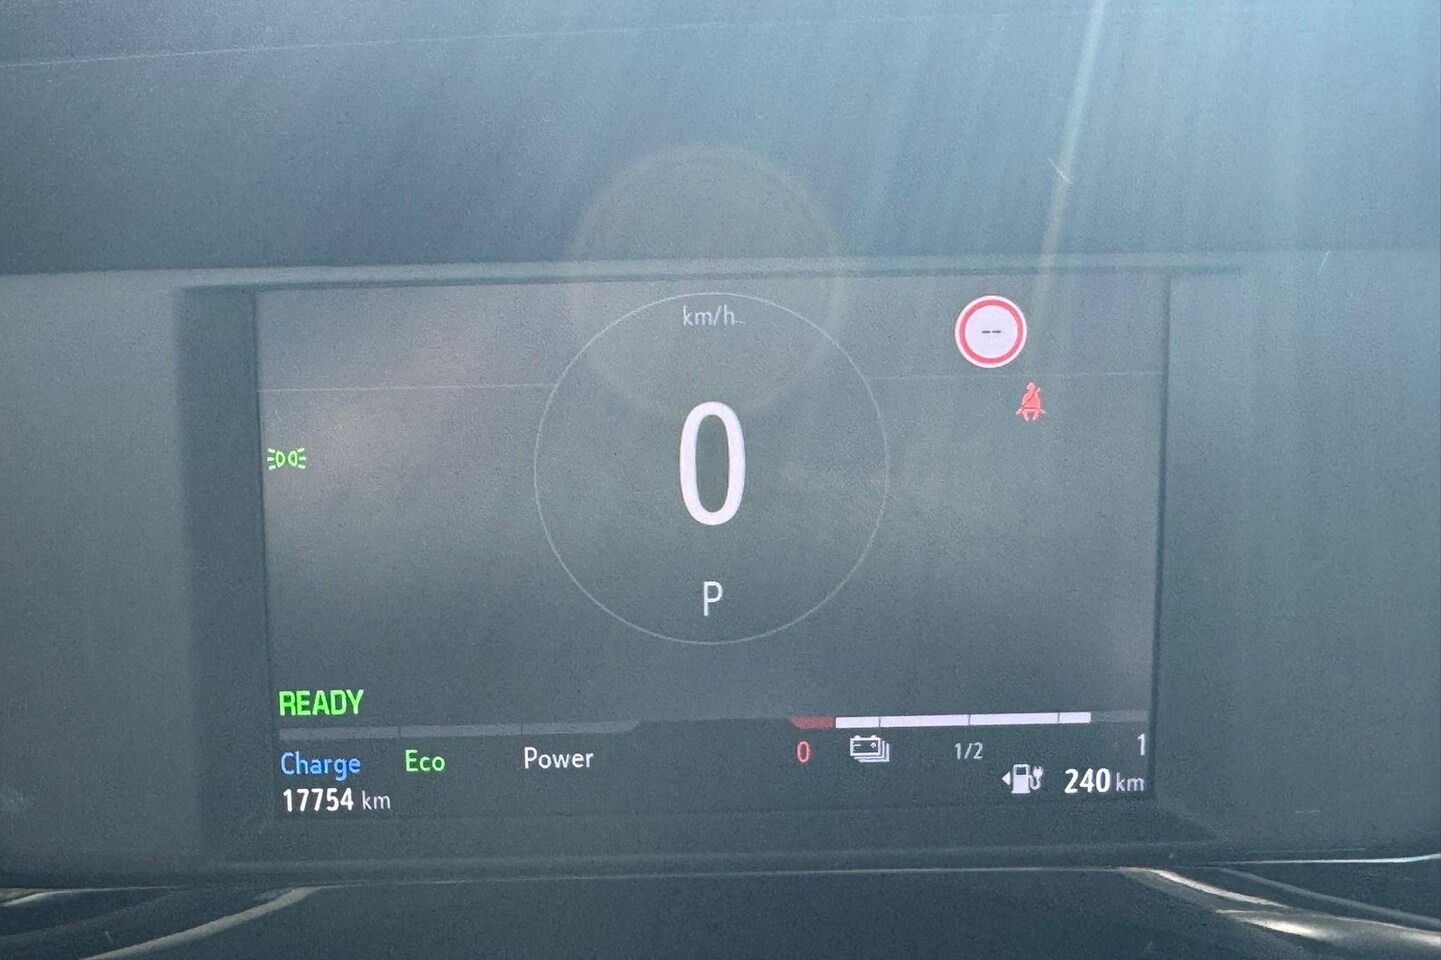 km/h
--
0
P
READY
Charge Eco Power
0 1/2 1
17754 km
240 km